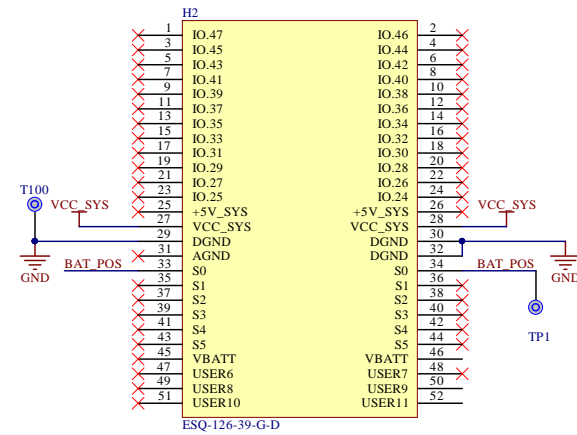 H2
1 IO.47 IO.46 2
3 IO.45 IO.44 4
5 IO.43 IO.42 6
7 IO.41 IO.40 8
9 IO.39 IO.38 10
11 IO.37 IO.36 12
13 IO.35 IO.34 14
15 IO.33 IO.32 16
17 IO.31 IO.30 18
19 IO.29 IO.28 20
21 IO.27 IO.26 22
23 IO.25 IO.24 24
T100
25 +5V_SYS +5V_SYS 26
VCC_SYS 27 VCC_SYS VCC_SYS 28 VCC_SYS
29 DGND DGND 30
31 AGND DGND 32
GND BAT_POS 33 S0 S0 34 BAT_POS GND
35 S1 S1 36
37 S2 S2 38
39 S3 S3 40
41 S4 S4 42
43 S5 S5 44
TP1
45 VBATT VBATT 46
47 USER6 USER7 48
49 USER8 USER9 50
51 USER10 USER11 52
ESQ-126-39-G-D